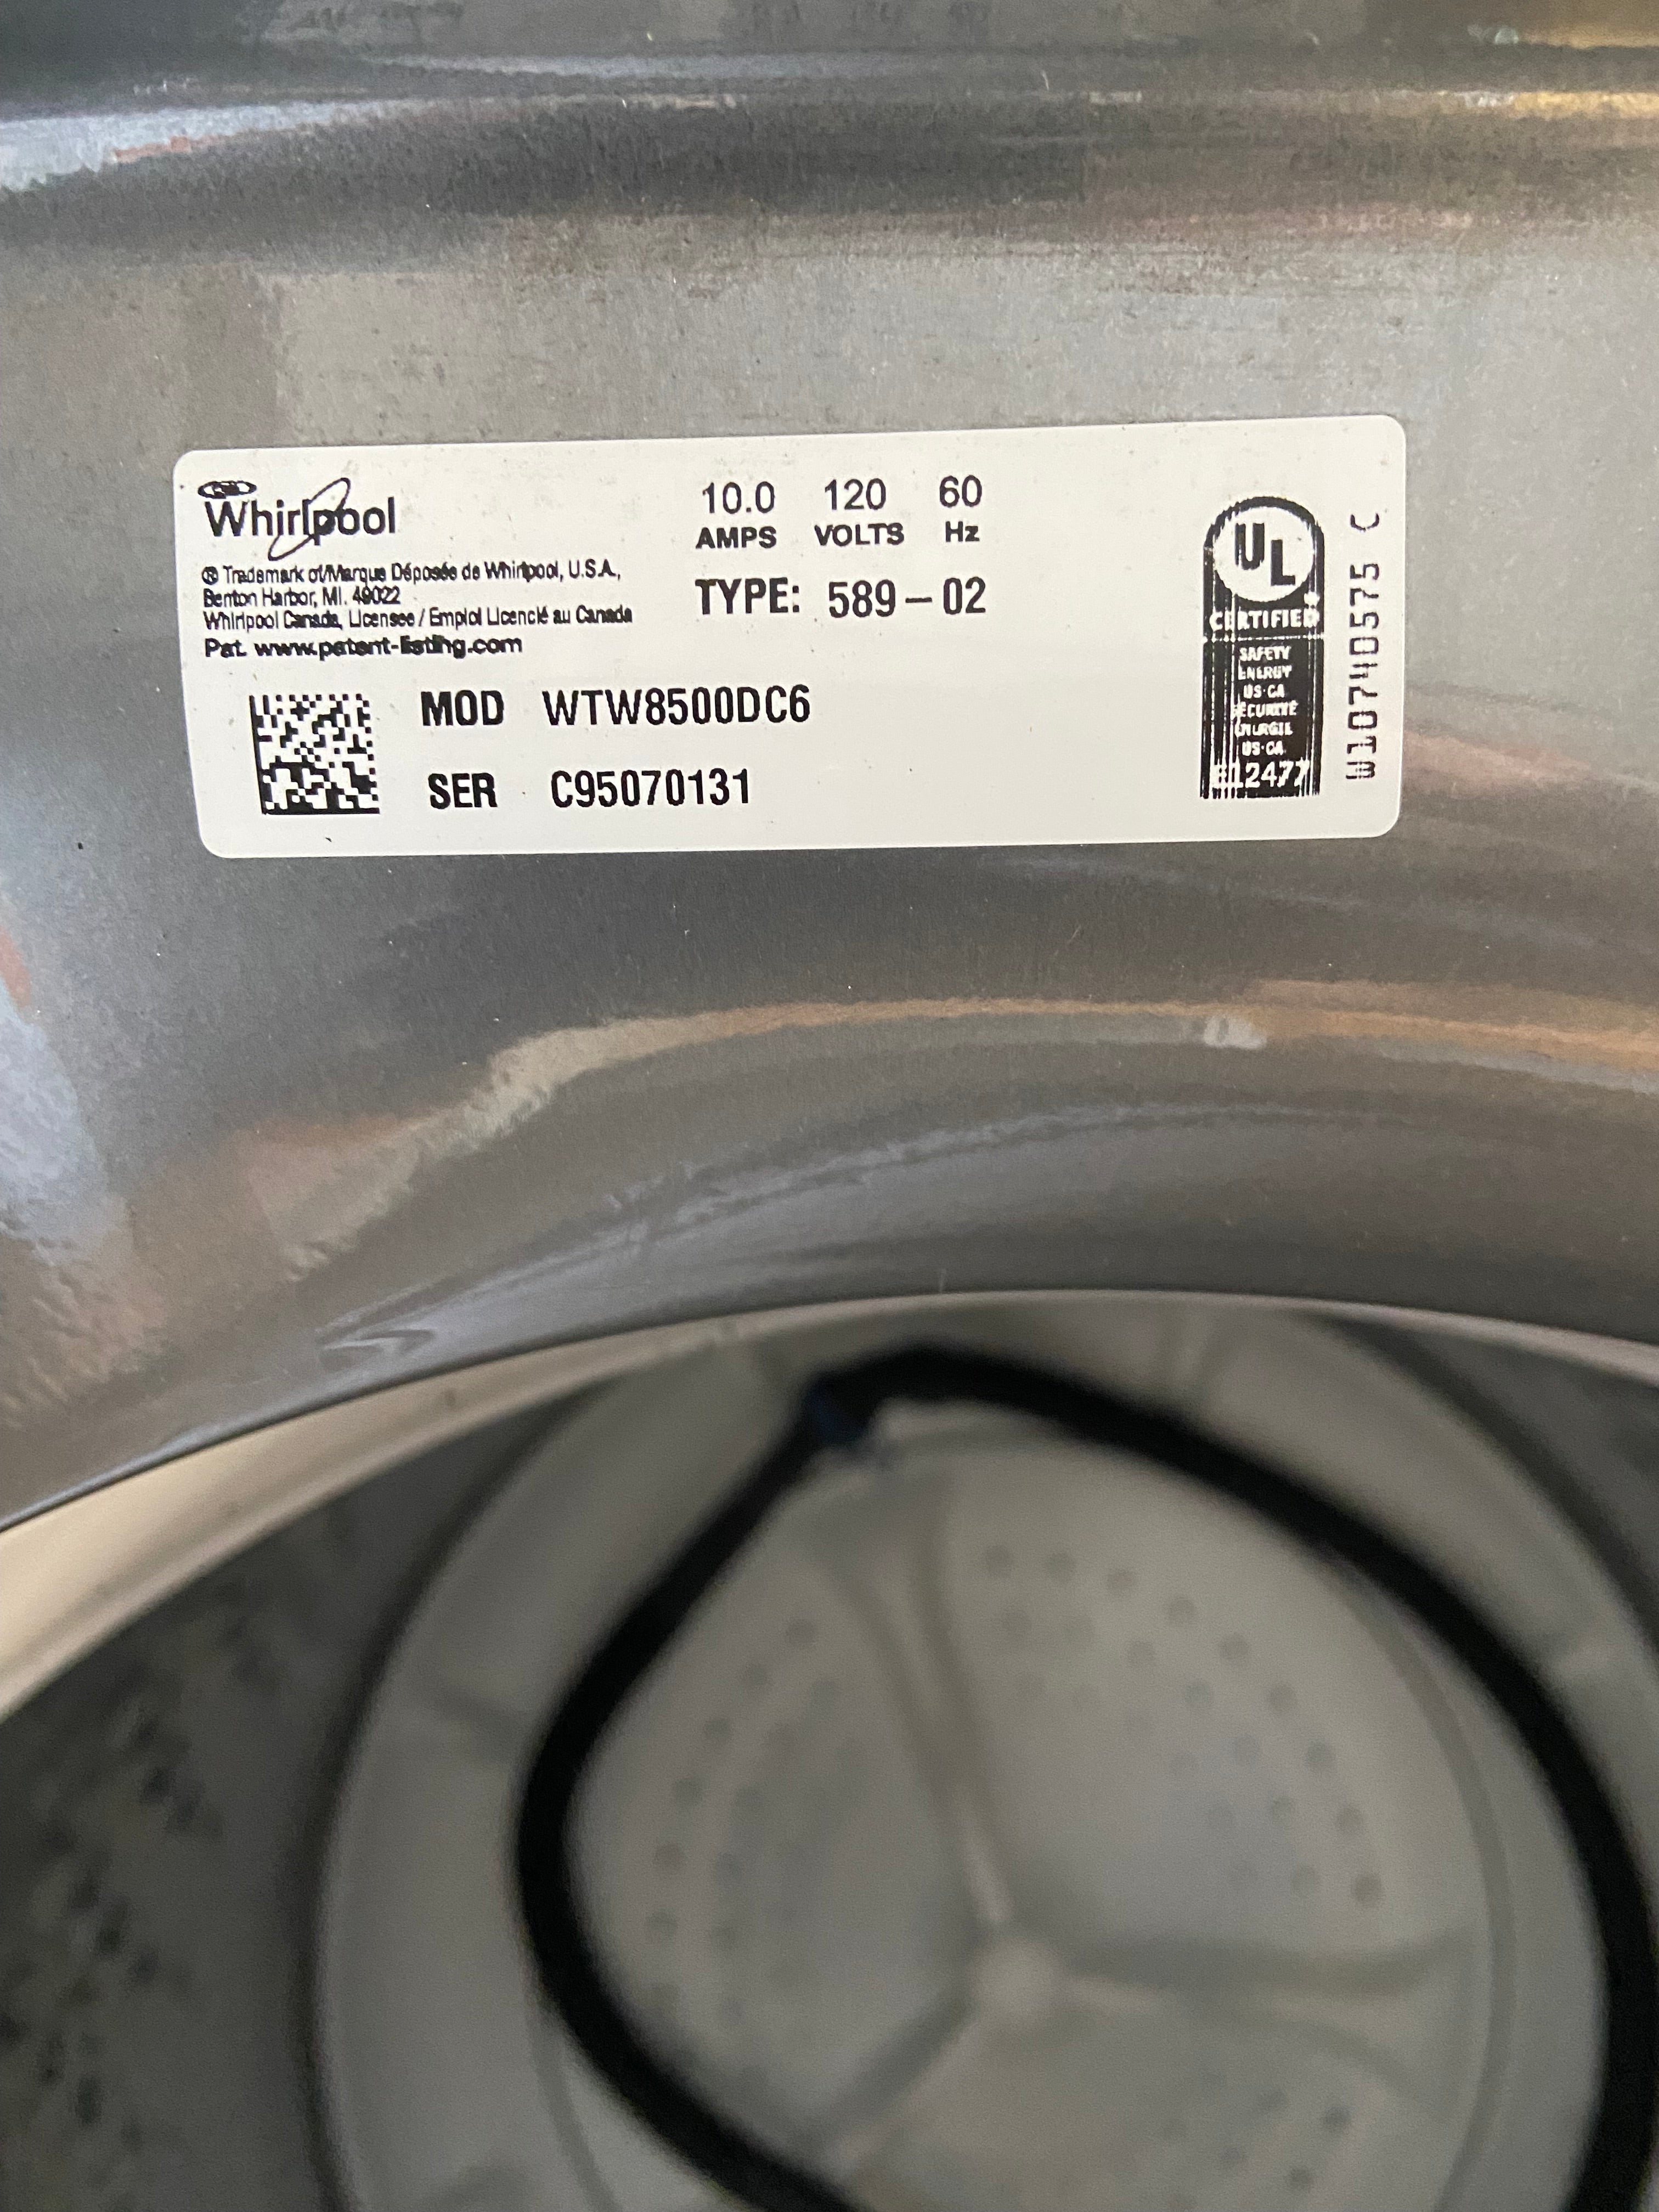 Whirlpool
® Trademark of/Marque Déposée de Whirlpool, U.S.A.,
Benton Harbor, MI. 49022
Whirlpool Canada, Licensee / Emploi Licencié au Canada
Pat. www.patent-listing.com
10.0 120 60
AMPS VOLTS Hz
TYPE: 589-02
MOD WTW8500DC6
SER C95070131
UL
CERTIFIED
SAFETY
ENERGY
US·CA
SÉCURITÉ
ÉNERGIE
US·CA
E12477
W10740575 C